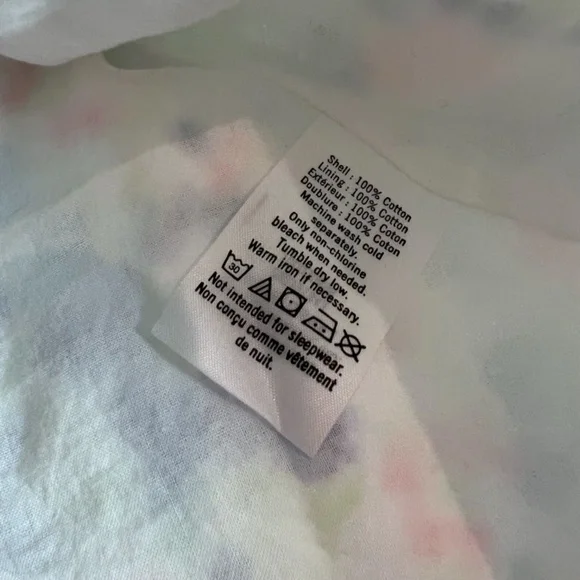 Shell : 100% Cotton
Lining : 100% Cotton
Extérieur : 100% Coton
Doublure : 100% Coton
Machine wash cold
separately.
Only non-chlorine
bleach when needed.
Tumble dry low.
Warm iron if necessary.
30
Not intended for sleepwear.
Non conçu comme vêtement
de nuit.